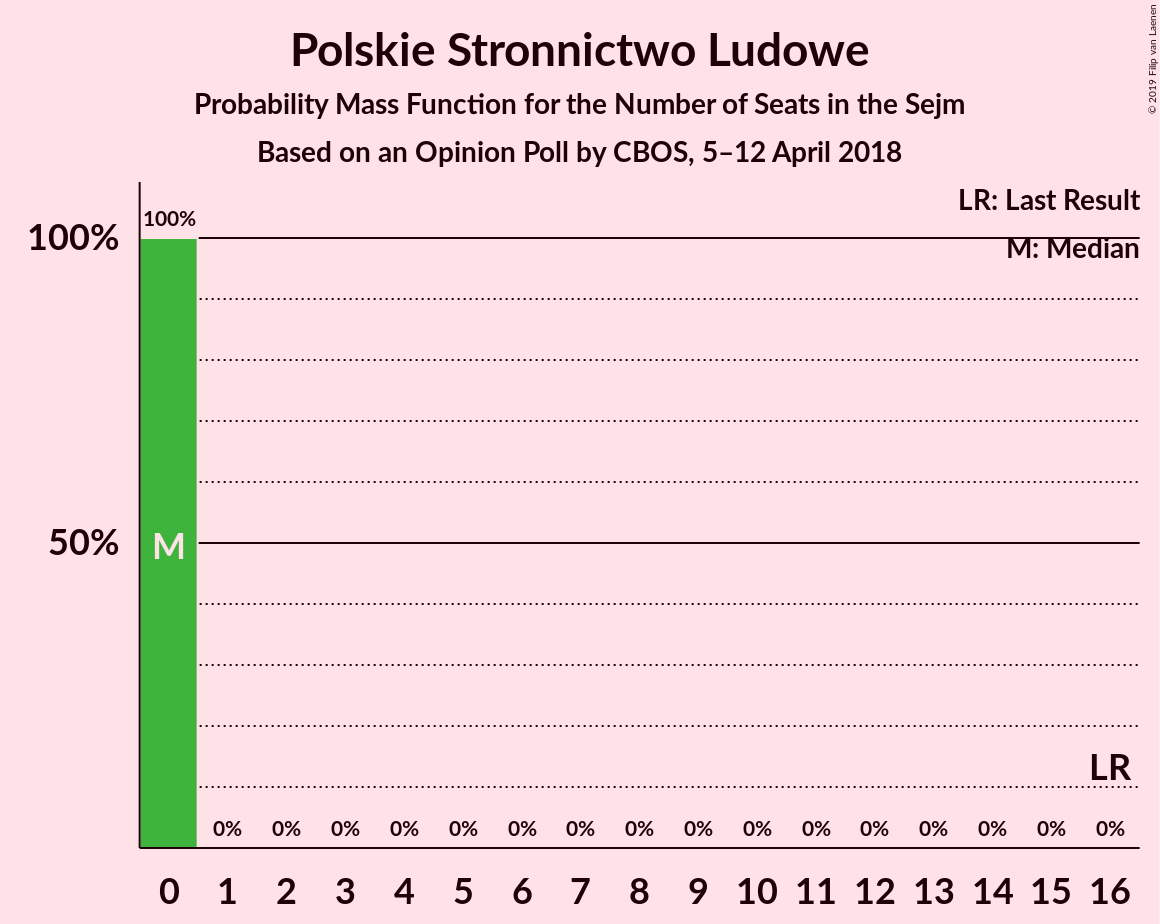 Polskie Stronnictwo Ludowe
Probability Mass Function for the Number of Seats in the Sejm
Based on an Opinion Poll by CBOS, 5–12 April 2018
© 2019 Filip van Laenen
LR: Last Result
M: Median
100%
100%
50%
M
LR
0% 0% 0% 0% 0% 0% 0% 0% 0% 0% 0% 0% 0% 0% 0% 0%
0 1 2 3 4 5 6 7 8 9 10 11 12 13 14 15 16